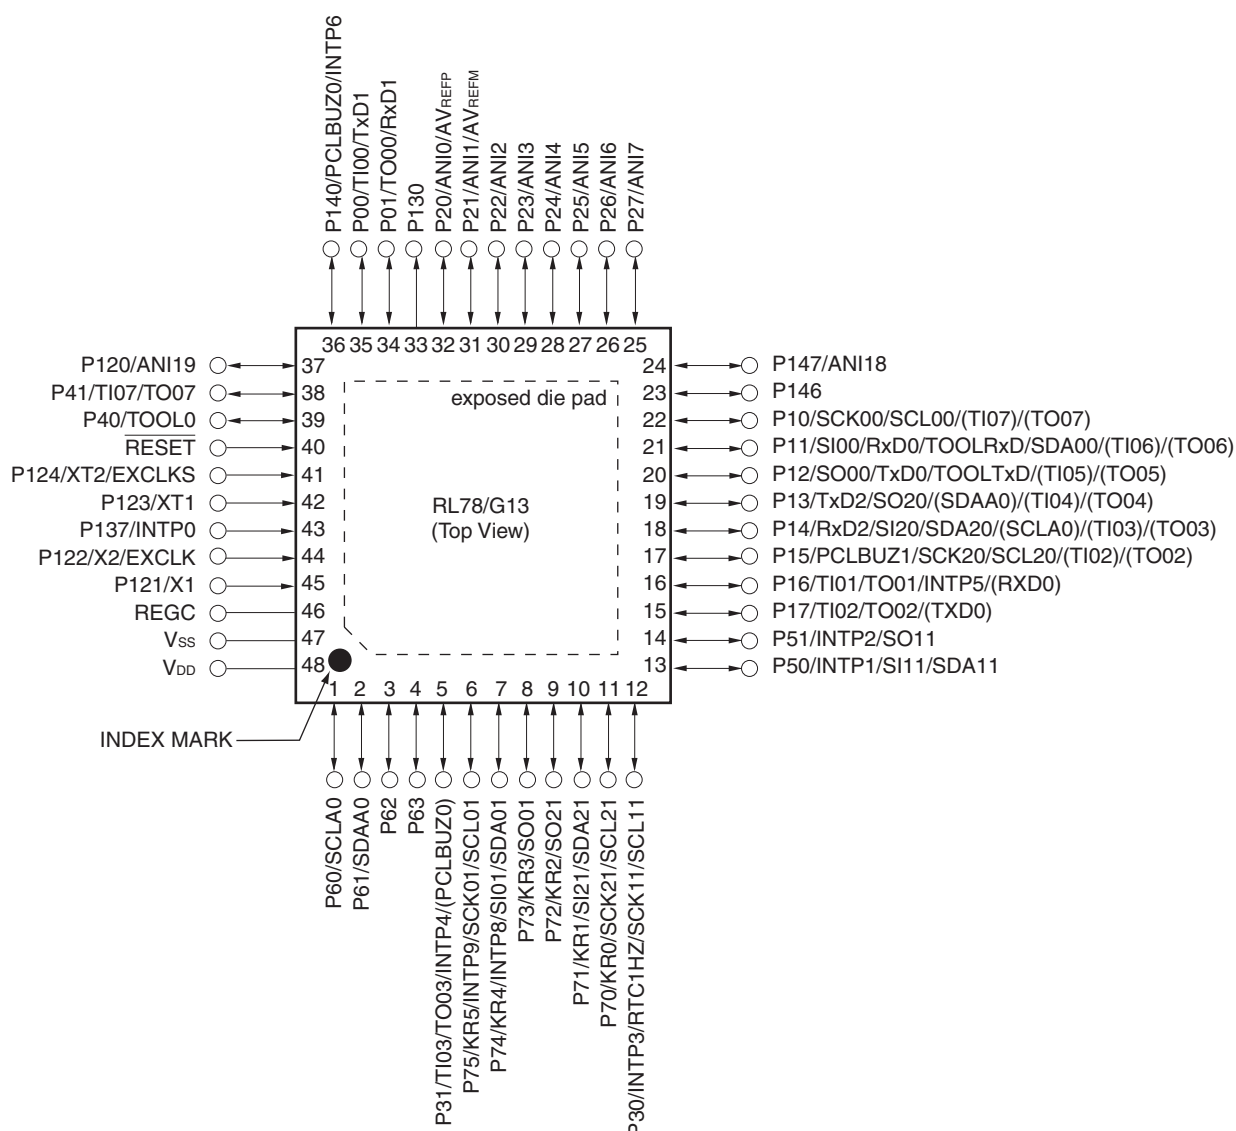 P140/PCLBUZ0/INTP6
P00/TI00/TxD1
P01/TO00/RxD1
P130
P20/ANI0/AVREFP
P21/ANI1/AVREFM
P22/ANI2
P23/ANI3
P24/ANI4
P25/ANI5
P26/ANI6
P27/ANI7
36 35 34 33 32 31 30 29 28 27 26 25
P120/ANI19 37
P41/TI07/TO07 38
P40/TOOL0 39
RESET 40
P124/XT2/EXCLKS 41
P123/XT1 42
P137/INTP0 43
P122/X2/EXCLK 44
P121/X1 45
REGC 46
VSS 47
VDD 48
exposed die pad
RL78/G13
(Top View)
24 P147/ANI18
23 P146
22 P10/SCK00/SCL00/(TI07)/(TO07)
21 P11/SI00/RxD0/TOOLRxD/SDA00/(TI06)/(TO06)
20 P12/SO00/TxD0/TOOLTxD/(TI05)/(TO05)
19 P13/TxD2/SO20/(SDAA0)/(TI04)/(TO04)
18 P14/RxD2/SI20/SDA20/(SCLA0)/(TI03)/(TO03)
17 P15/PCLBUZ1/SCK20/SCL20/(TI02)/(TO02)
16 P16/TI01/TO01/INTP5/(RXD0)
15 P17/TI02/TO02/(TXD0)
14 P51/INTP2/SO11
13 P50/INTP1/SI11/SDA11
1 2 3 4 5 6 7 8 9 10 11 12
INDEX MARK
P60/SCLA0
P61/SDAA0
P62
P63
P31/TI03/TO03/INTP4/(PCLBUZ0)
P75/KR5/INTP9/SCK01/SCL01
P74/KR4/INTP8/SI01/SDA01
P73/KR3/SO01
P72/KR2/SO21
P71/KR1/SI21/SDA21
P70/KR0/SCK21/SCL21
P30/INTP3/RTC1HZ/SCK11/SCL11